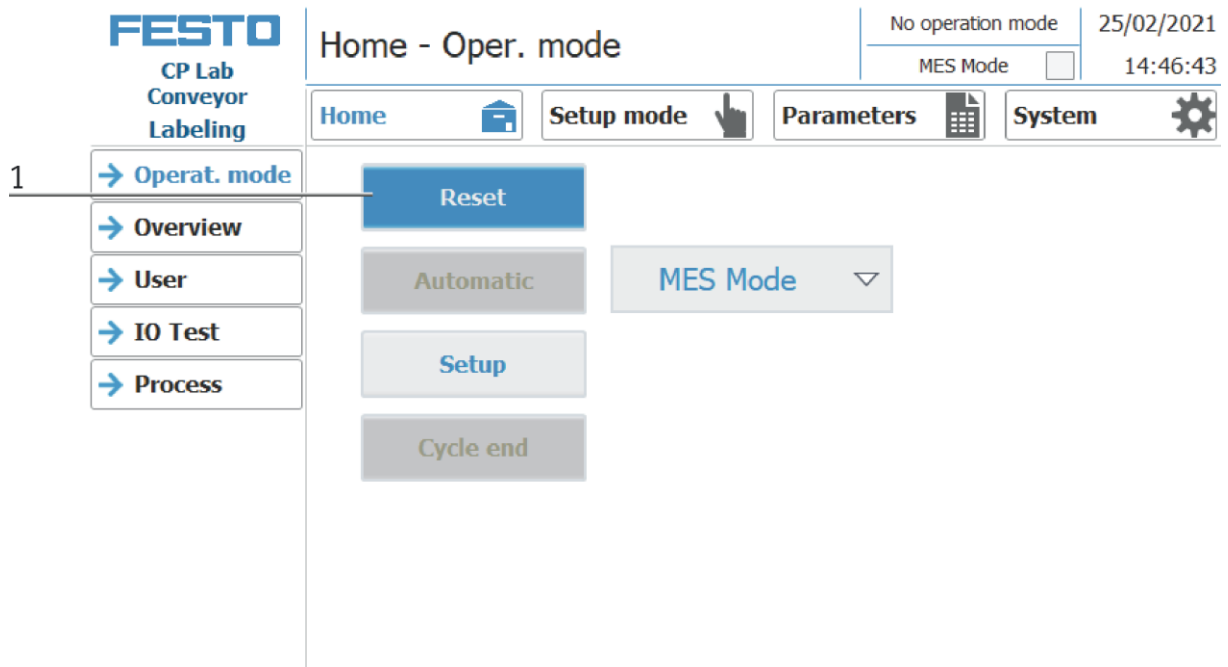 FESTO
CP Lab
Conveyor
Labeling
Home - Oper. mode
No operation mode
MES Mode
25/02/2021
14:46:43
Home
Setup mode
Parameters
System
1
Operat. mode
Overview
User
IO Test
Process
Reset
Automatic
MES Mode
Setup
Cycle end